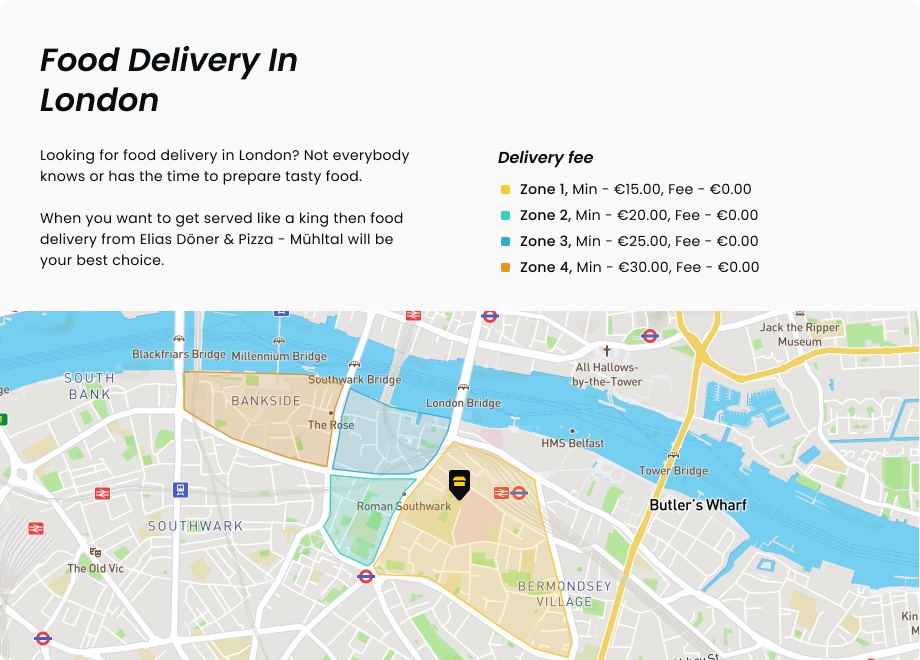 Food Delivery In
London
Looking for food delivery in London? Not everybody
knows or has the time to prepare tasty food.
When you want to get served like a king then food
delivery from Elias Döner & Pizza - Mühltal will be
your best choice.
Delivery fee
Zone 1, Min - €15.00, Fee - €0.00
Zone 2, Min - €20.00, Fee - €0.00
Zone 3, Min - €25.00, Fee - €0.00
Zone 4, Min - €30.00, Fee - €0.00
Jack the Ripper
Museum
Blackfriars Bridge
Millennium Bridge
All Hallows-
by-the-Tower
SOUTH
BANK
Southwark Bridge
BANKSIDE
London Bridge
The Rose
HMS Belfast
Tower Bridge
Roman Southwark
Butler's Wharf
SOUTHWARK
The Old Vic
BERMONDSEY
VILLAGE